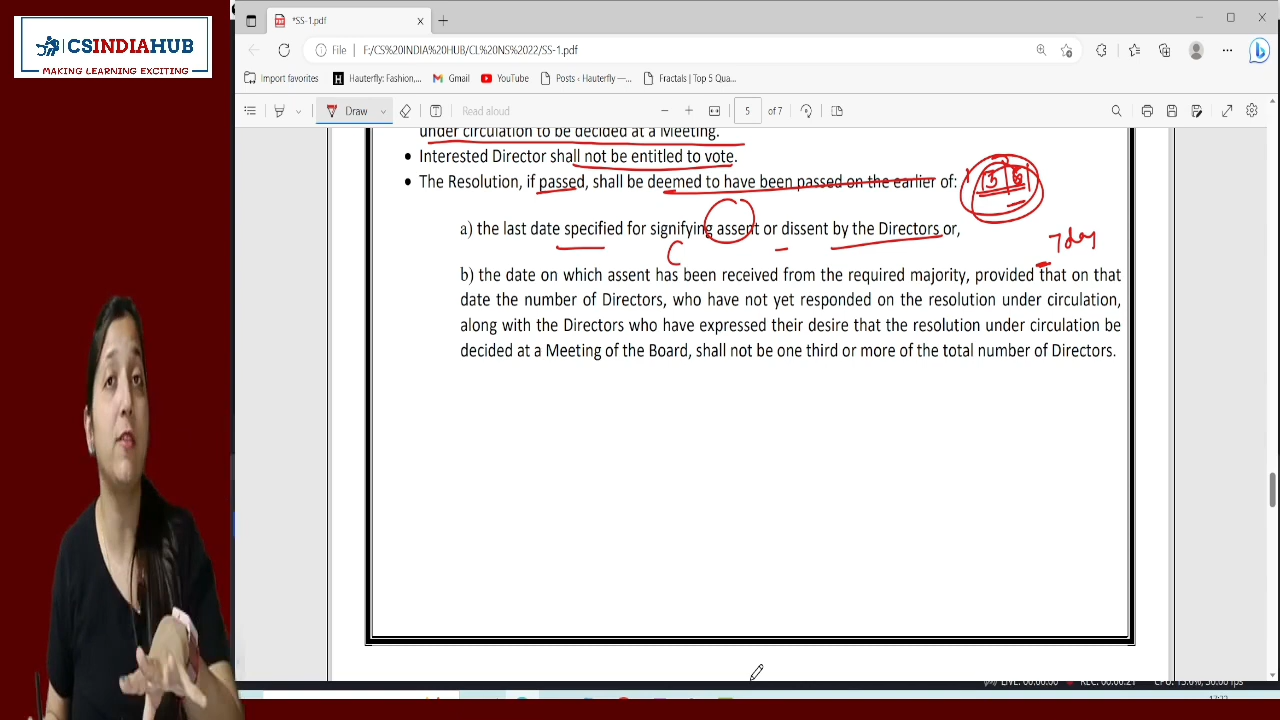 CSINDIAHUB
MAKING LEARNING EXCITING
*SS-1.pdf
File
F:/CS%20INDIA%20HUB/CL%20NS%2022/SS-1.pdf
Import favorites
Hauterfly: Fashion,...
Gmail
YouTube
Posts ‹ Hauterfly —...
Fractals | Top 5 Qua...
Draw
Read aloud
5
of 7
under circulation to be decided at a Meeting.
• Interested Director shall not be entitled to vote.
• The Resolution, if passed, shall be deemed to have been passed on the earlier of:
a) the last date specified for signifying assent or dissent by the Directors or,
7 day
b) the date on which assent has been received from the required majority, provided that on that
date the number of Directors, who have not yet responded on the resolution under circulation,
along with the Directors who have expressed their desire that the resolution under circulation be
decided at a Meeting of the Board, shall not be one third or more of the total number of Directors.